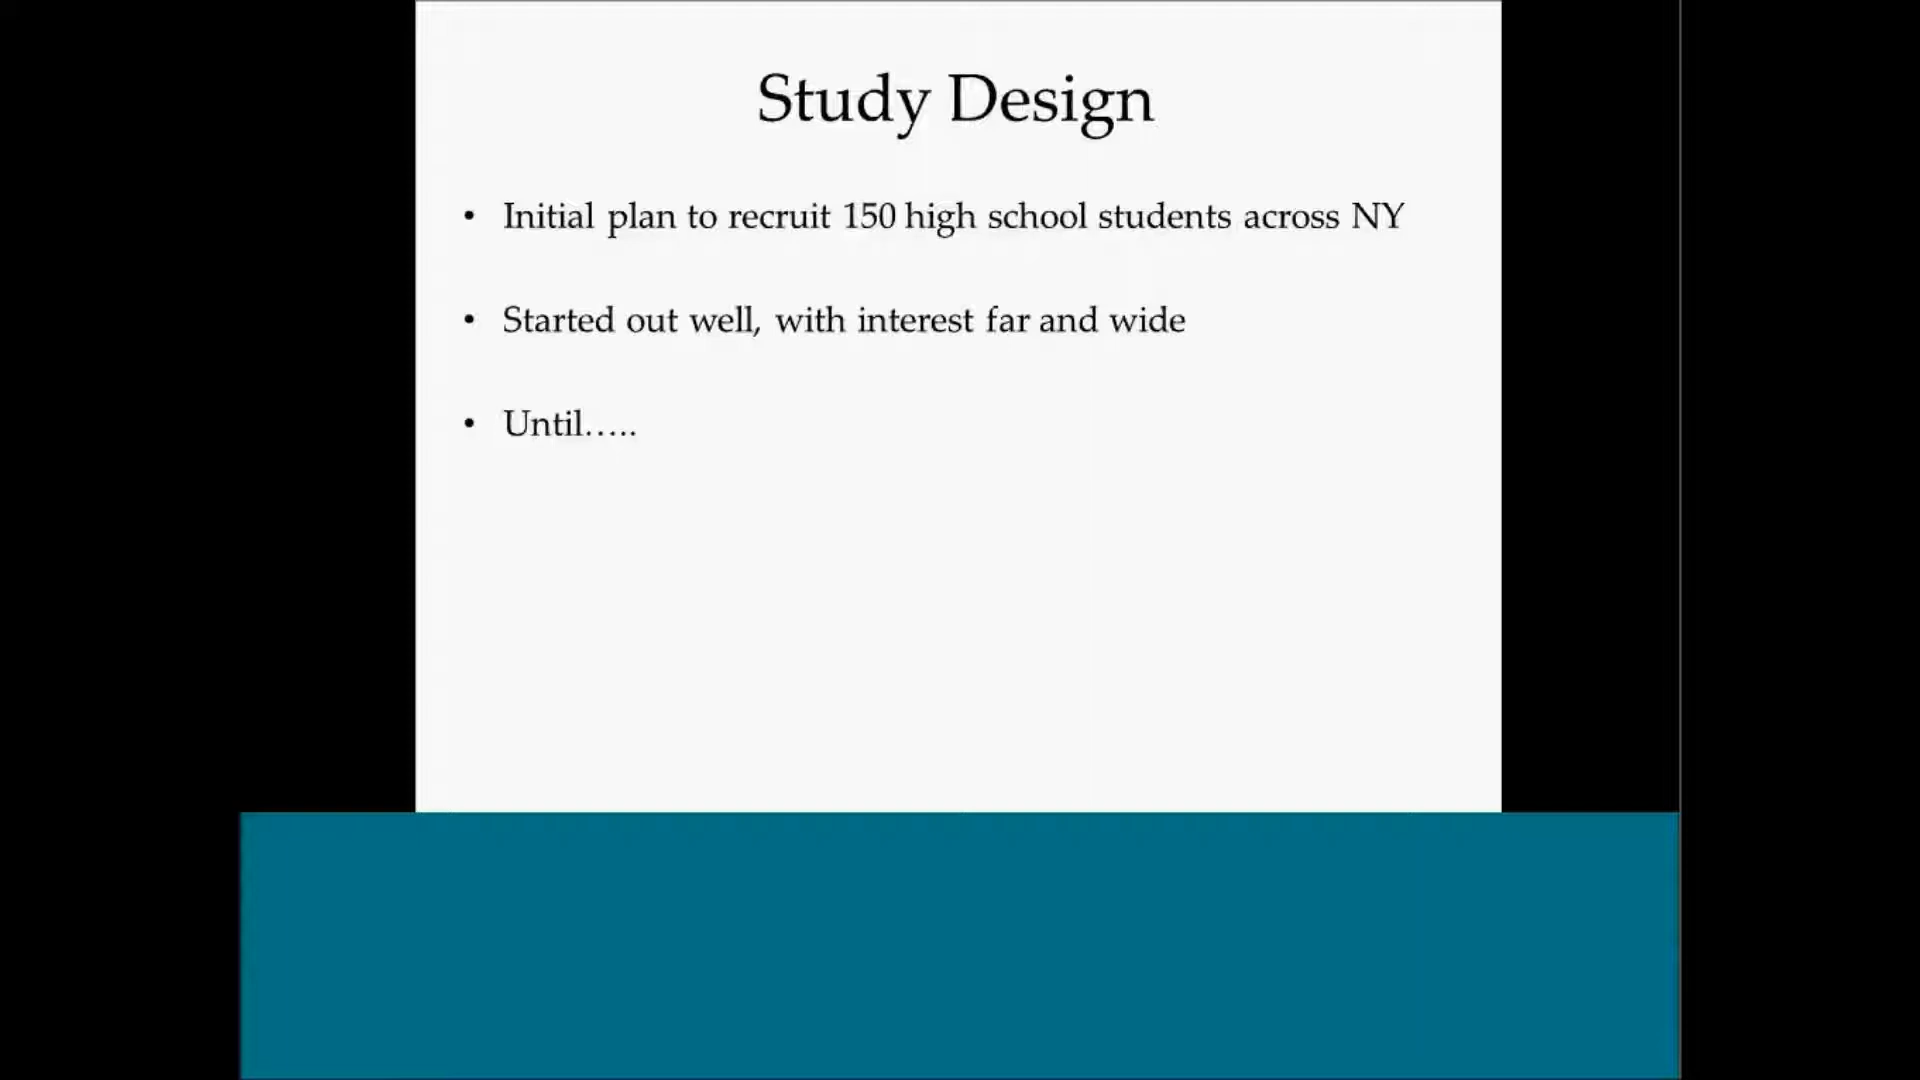 Study Design
• Initial plan to recruit 150 high school students across NY
• Started out well, with interest far and wide
• Until…..